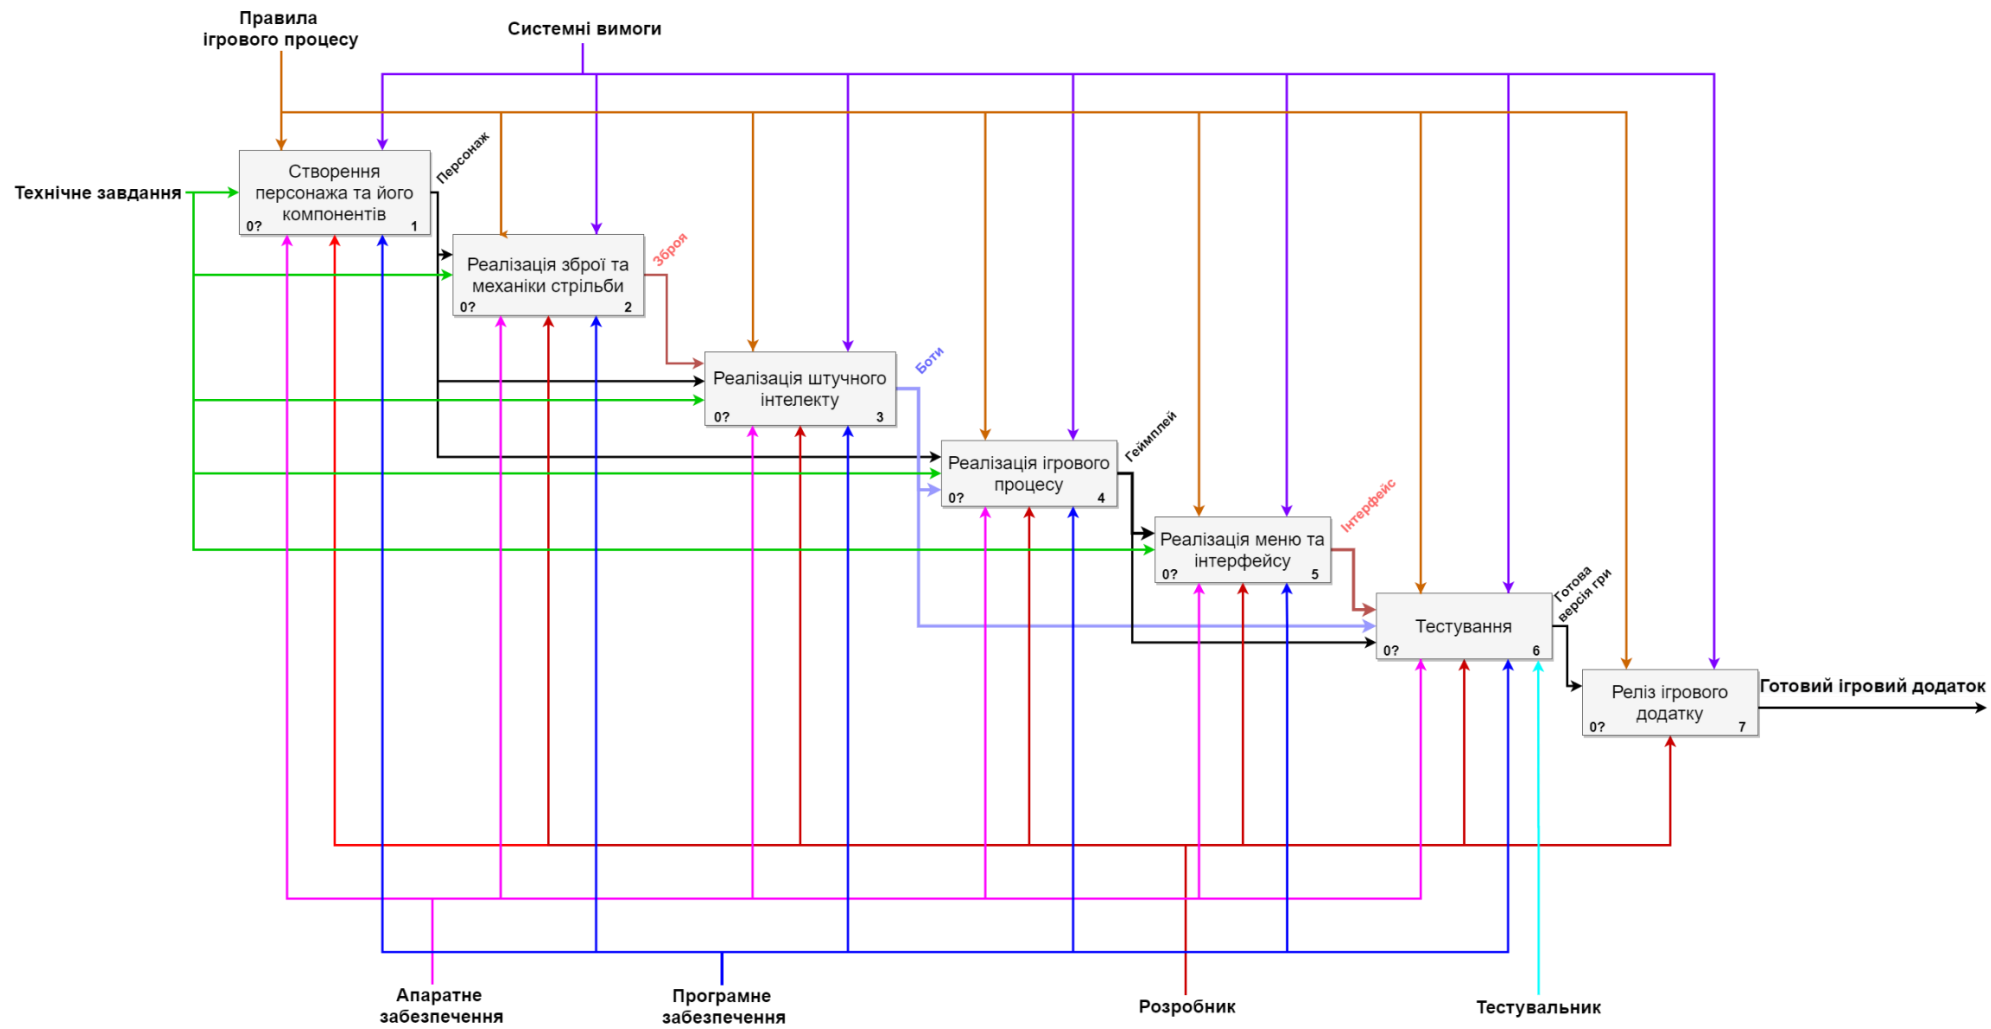 Правила
ігрового процесу
Системні вимоги
Технічне завдання
Створення
персонажа та його
компонентів
0? 1
Персонаж
Реалізація зброї та
механіки стрільби
0? 2
Зброя
Реалізація штучного
інтелекту
0? 3
Боти
Реалізація ігрового
процесу
0? 4
Геймплей
Реалізація меню та
інтерфейсу
0? 5
Інтерфейс
Тестування
0? 6
Готова
версія гри
Реліз ігрового
додатку
0? 7
Готовий ігровий додаток
Апаратне
забезпечення
Програмне
забезпечення
Розробник
Тестувальник